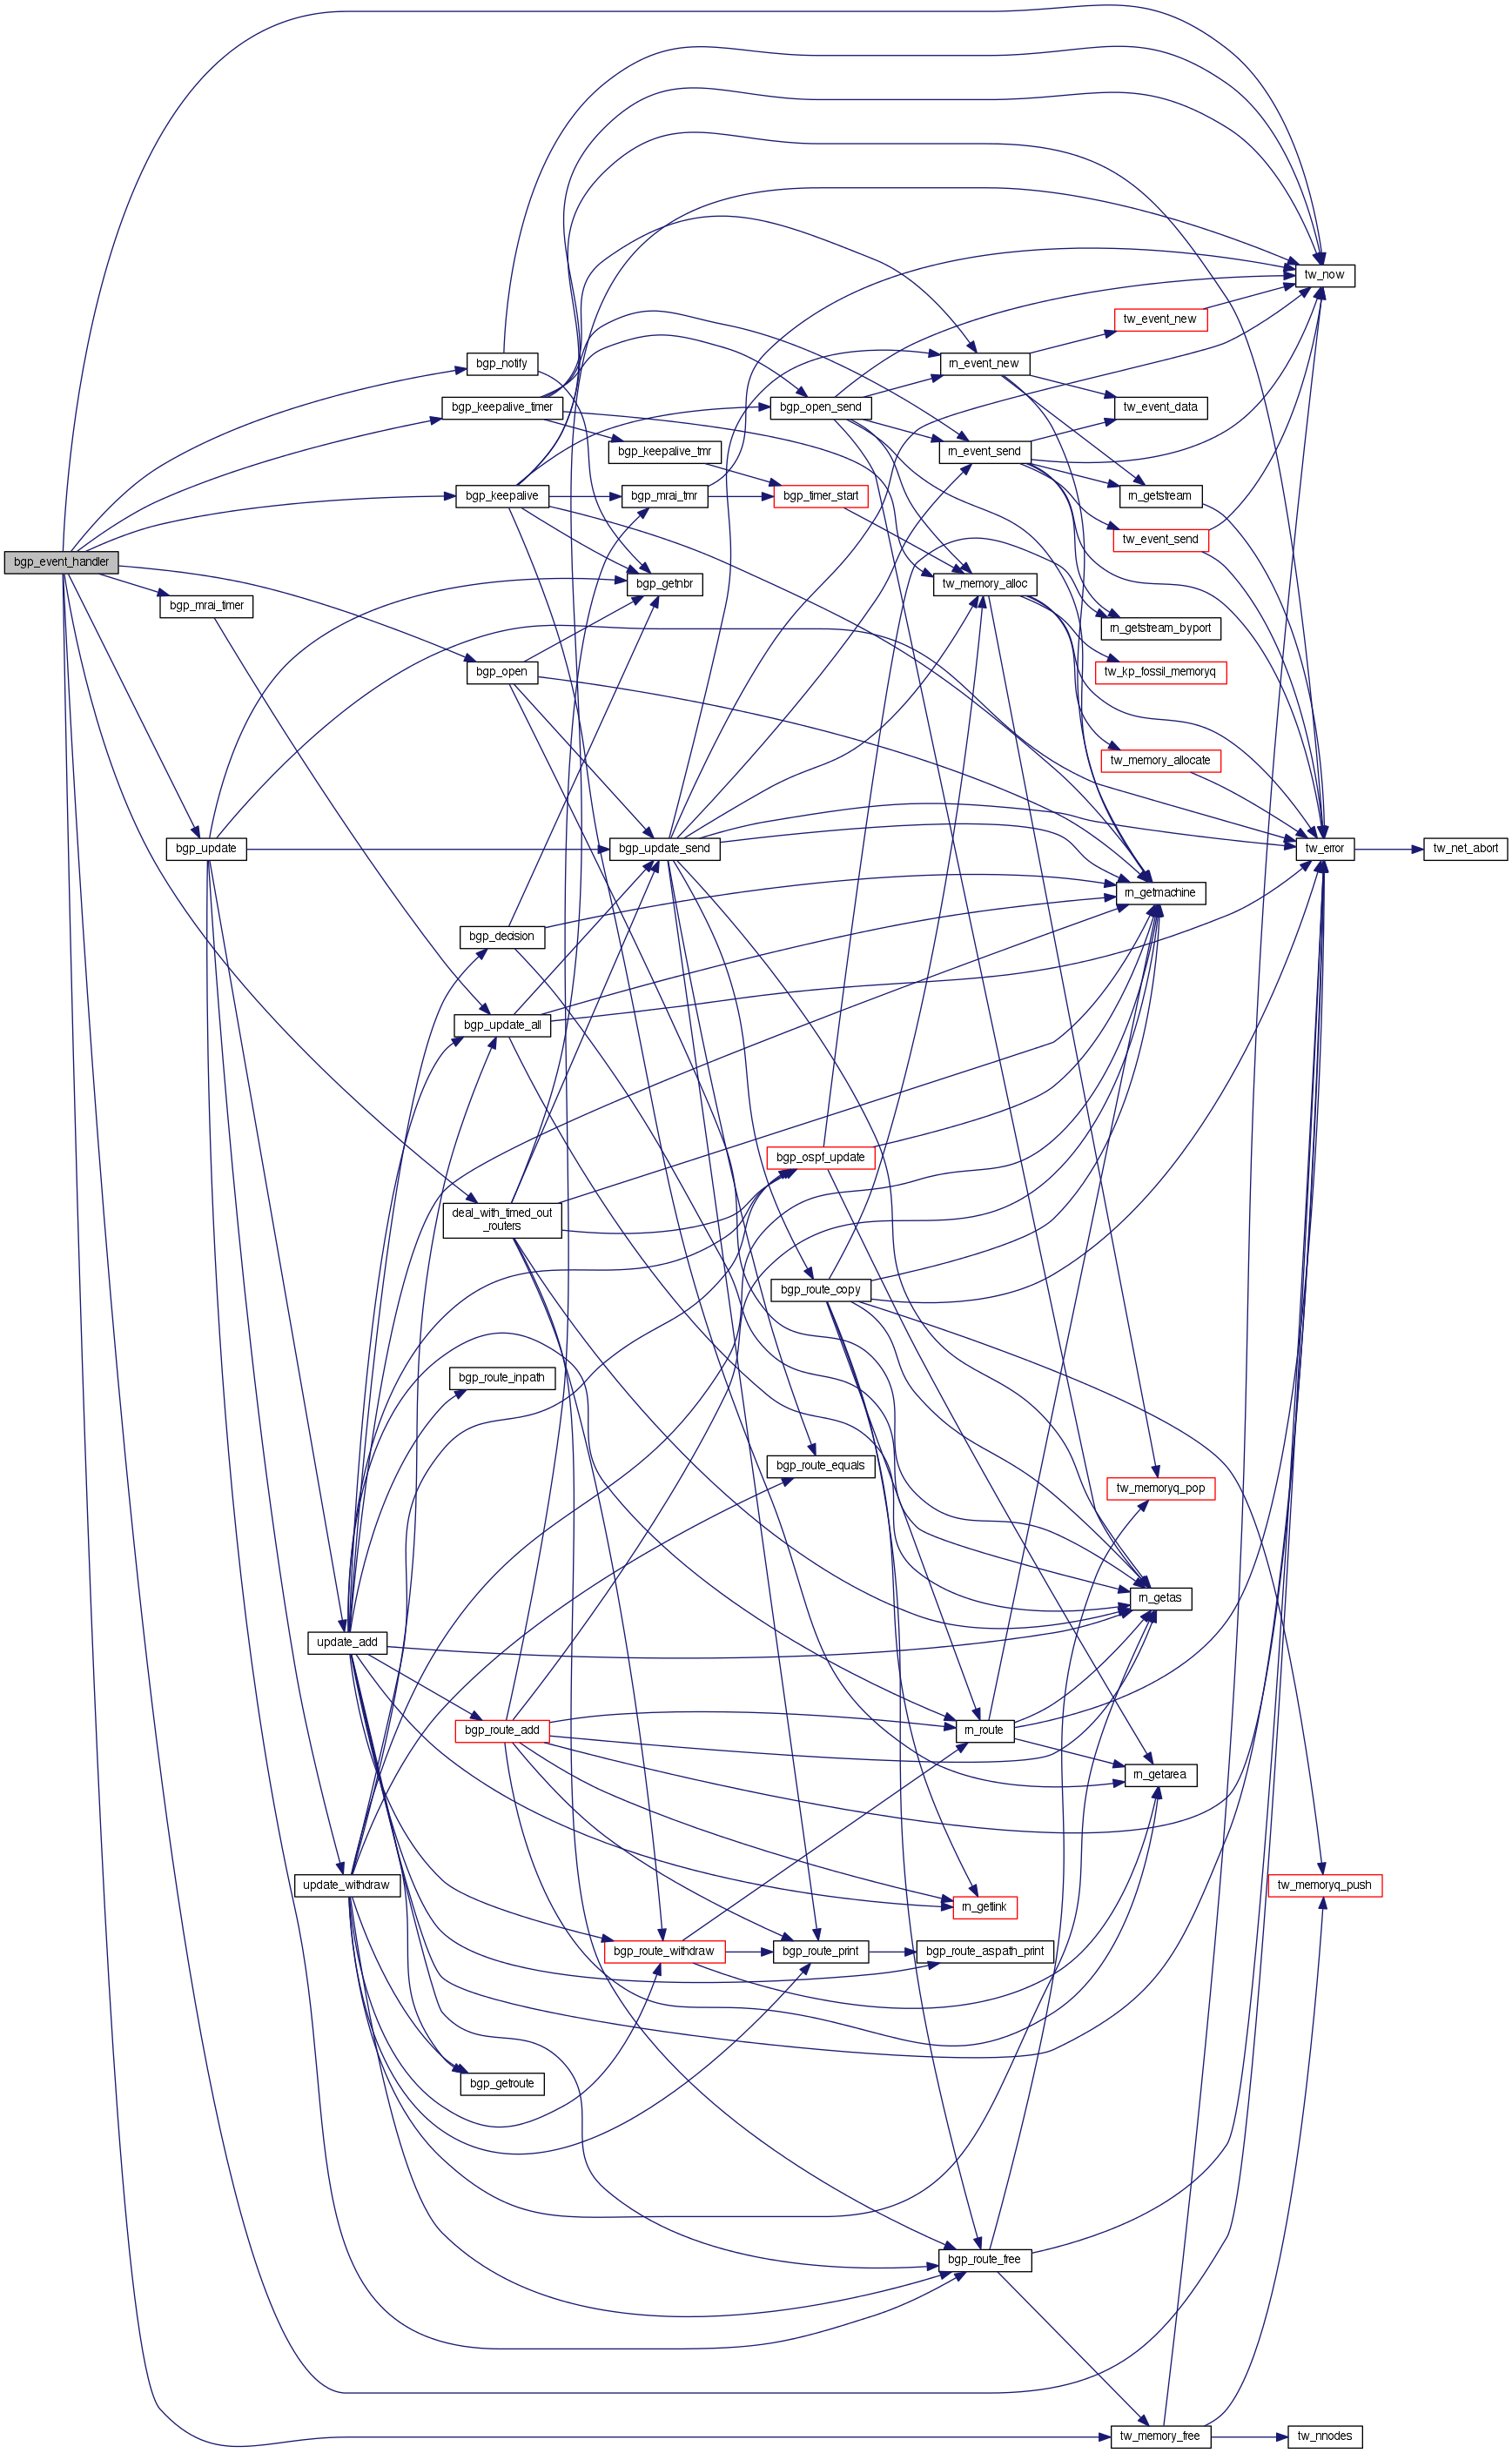 tw_now
tw_event_new
bgp_notify
rn_event_new
bgp_keepalive_timer
bgp_open_send
tw_event_data
bgp_keepalive_tmr
rn_event_send
bgp_keepalive
bgp_mrai_tmr
bgp_timer_start
rn_getstream
tw_event_send
bgp_event_handler
bgp_getnbr
tw_memory_alloc
bgp_mrai_timer
rn_getstream_byport
bgp_open
tw_kp_fossil_memoryq
tw_memory_allocate
bgp_update
bgp_update_send
tw_error
tw_net_abort
rn_getmachine
bgp_decision
bgp_update_all
bgp_ospf_update
deal_with_timed_out
_routers
bgp_route_copy
bgp_route_inpath
bgp_route_equals
tw_memoryq_pop
rn_getas
update_add
bgp_route_add
rn_route
rn_getarea
update_withdraw
tw_memoryq_push
rn_getlink
bgp_route_withdraw
bgp_route_print
bgp_route_aspath_print
bgp_getroute
bgp_route_free
tw_memory_free
tw_nnodes